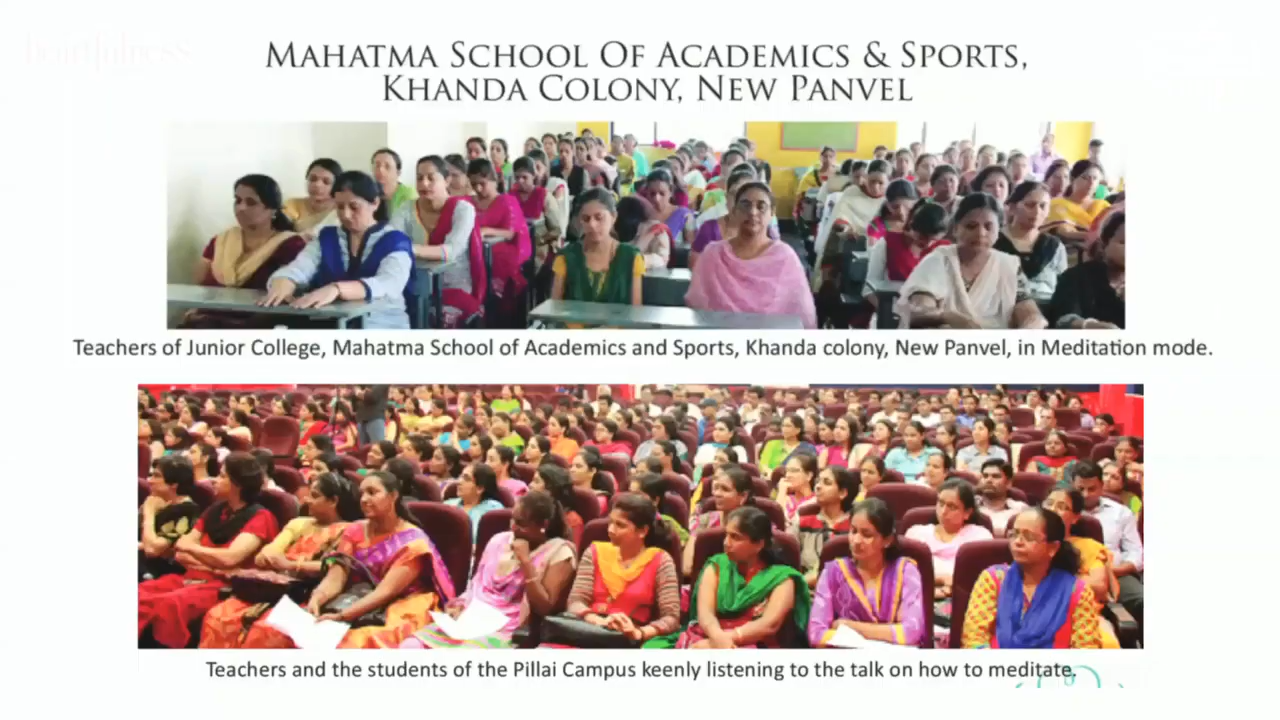 heartfulness
MAHATMA SCHOOL OF ACADEMICS & SPORTS,
KHANDA COLONY, NEW PANVEL
Teachers of Junior College, Mahatma School of Academics and Sports, Khanda colony, New Panvel, in Meditation mode.
Teachers and the students of the Pillai Campus keenly listening to the talk on how to meditate.